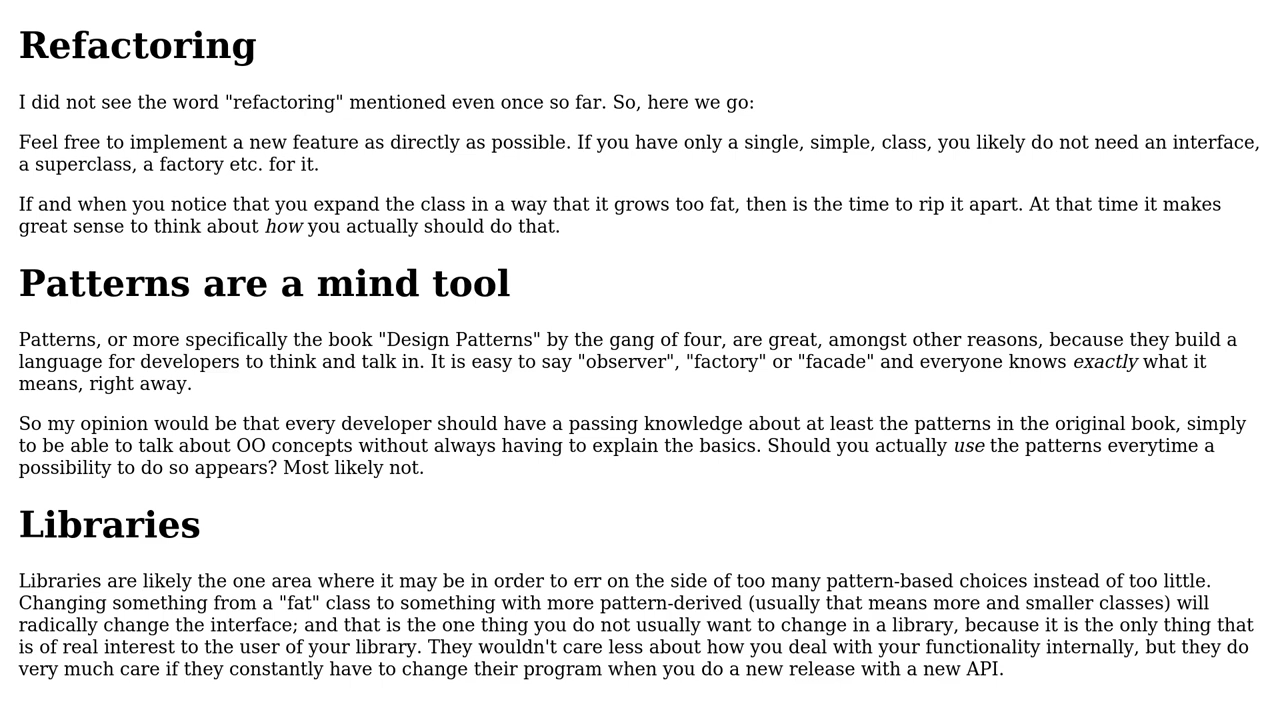 Refactoring
I did not see the word "refactoring" mentioned even once so far. So, here we go:
Feel free to implement a new feature as directly as possible. If you have only a single, simple, class, you likely do not need an interface,
a superclass, a factory etc. for it.
If and when you notice that you expand the class in a way that it grows too fat, then is the time to rip it apart. At that time it makes
great sense to think about how you actually should do that.
Patterns are a mind tool
Patterns, or more specifically the book "Design Patterns" by the gang of four, are great, amongst other reasons, because they build a
language for developers to think and talk in. It is easy to say "observer", "factory" or "facade" and everyone knows exactly what it
means, right away.
So my opinion would be that every developer should have a passing knowledge about at least the patterns in the original book, simply
to be able to talk about OO concepts without always having to explain the basics. Should you actually use the patterns everytime a
possibility to do so appears? Most likely not.
Libraries
Libraries are likely the one area where it may be in order to err on the side of too many pattern-based choices instead of too little.
Changing something from a "fat" class to something with more pattern-derived (usually that means more and smaller classes) will
radically change the interface; and that is the one thing you do not usually want to change in a library, because it is the only thing that
is of real interest to the user of your library. They wouldn't care less about how you deal with your functionality internally, but they do
very much care if they constantly have to change their program when you do a new release with a new API.